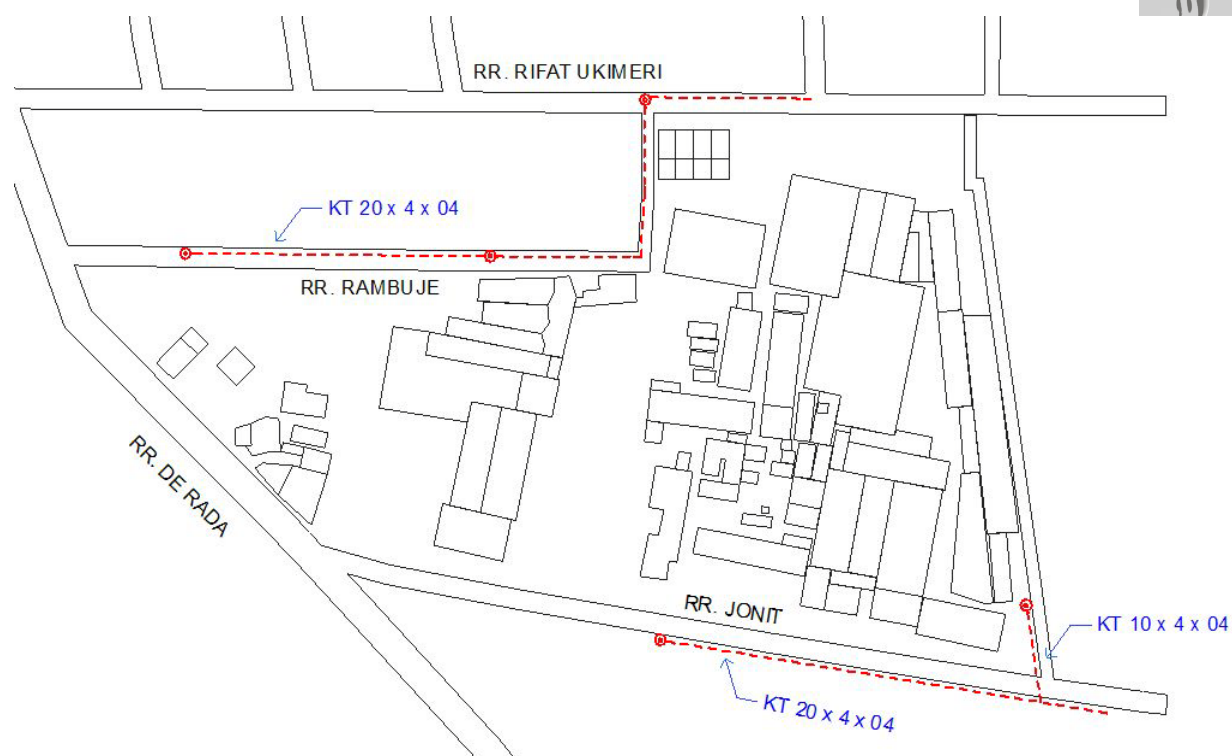 RR. RIFAT UKIMERI
KT 20 x 4 x 04
RR. RAMBUJE
RR. DE RADA
RR. JONIT
KT 10 x 4 x 04
KT 20 x 4 x 04